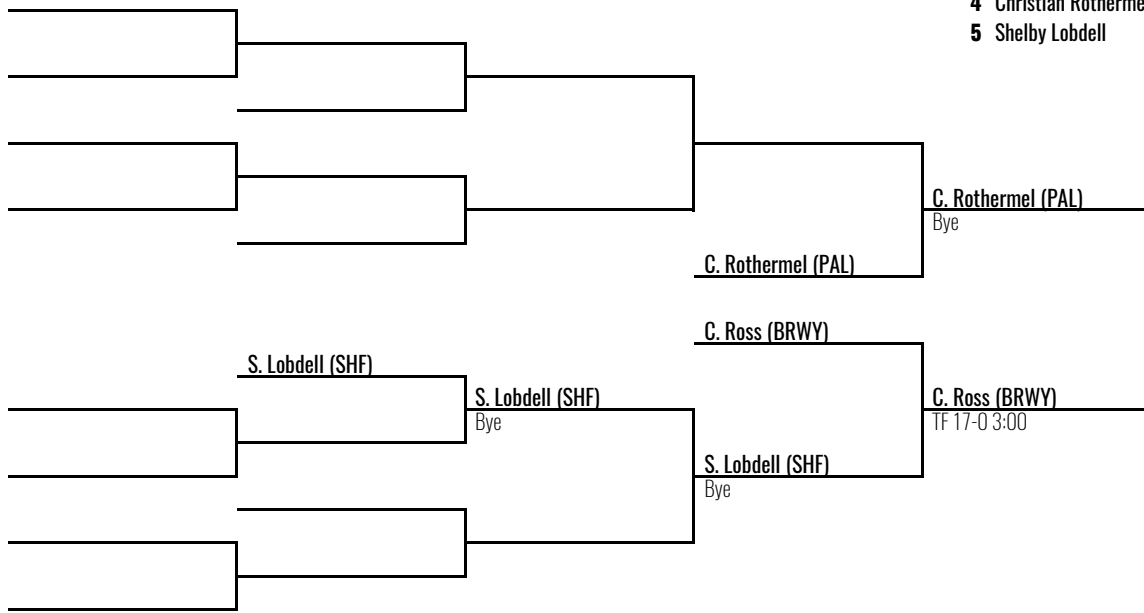 4 Christian Rotherme
5 Shelby Lobdell
C. Rothermel (PAL)
Bye
C. Rothermel (PAL)
C. Ross (BRWY)
S. Lobdell (SHF)
S. Lobdell (SHF)
Bye
C. Ross (BRWY)
TF 17-0 3:00
S. Lobdell (SHF)
Bye